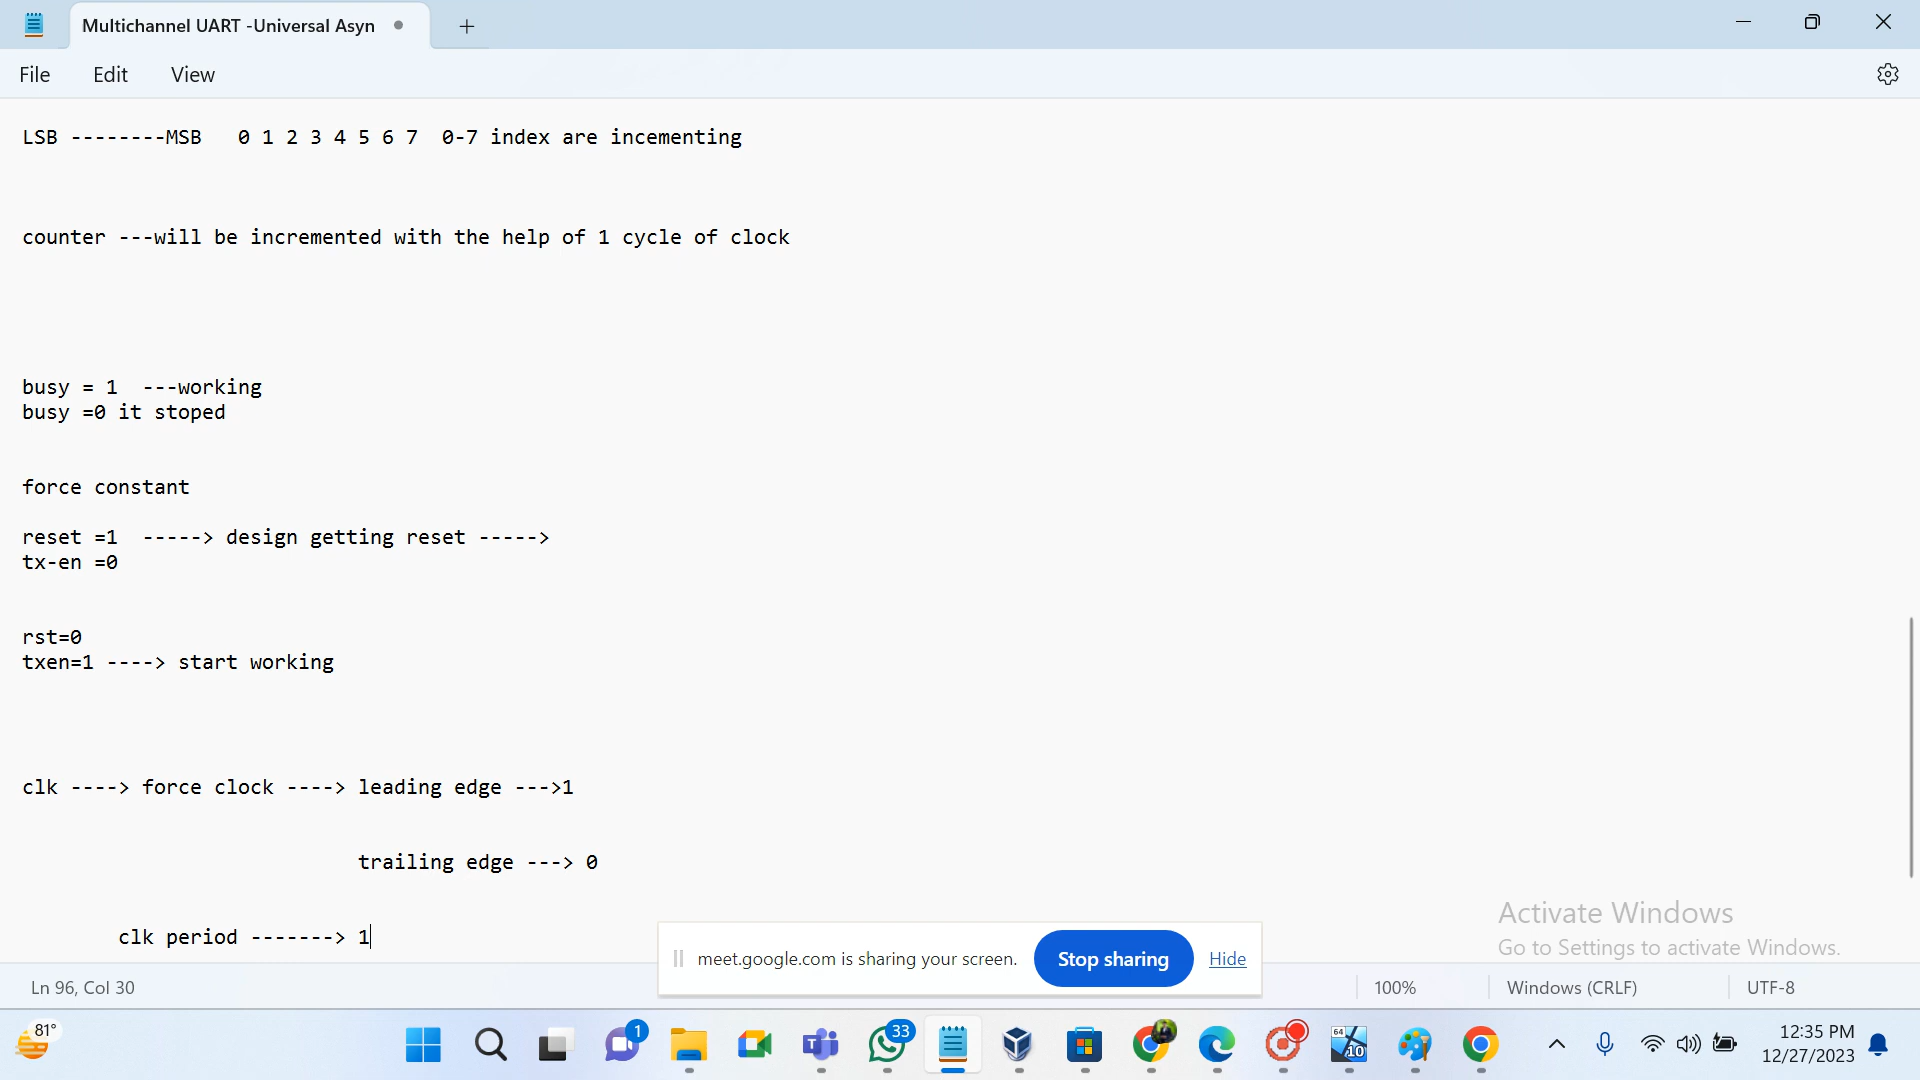 Multichannel UART -Universal Asyn
File Edit View
LSB --------MSB   0 1 2 3 4 5 6 7  0-7 index are incementing
counter ---will be incremented with the help of 1 cycle of clock
busy = 1  ---working
busy =0 it stoped
force constant
reset =1  -----> design getting reset ----->
tx-en =0
rst=0
txen=1 ----> start working
clk ----> force clock ----> leading edge --->1
trailing edge ---> 0
clk period -------> 1
Activate Windows
Go to Settings to activate Windows.
meet.google.com is sharing your screen. Stop sharing Hide
Ln 96, Col 30 100% Windows (CRLF) UTF-8
81°
1
33
64
10
12:35 PM
12/27/2023